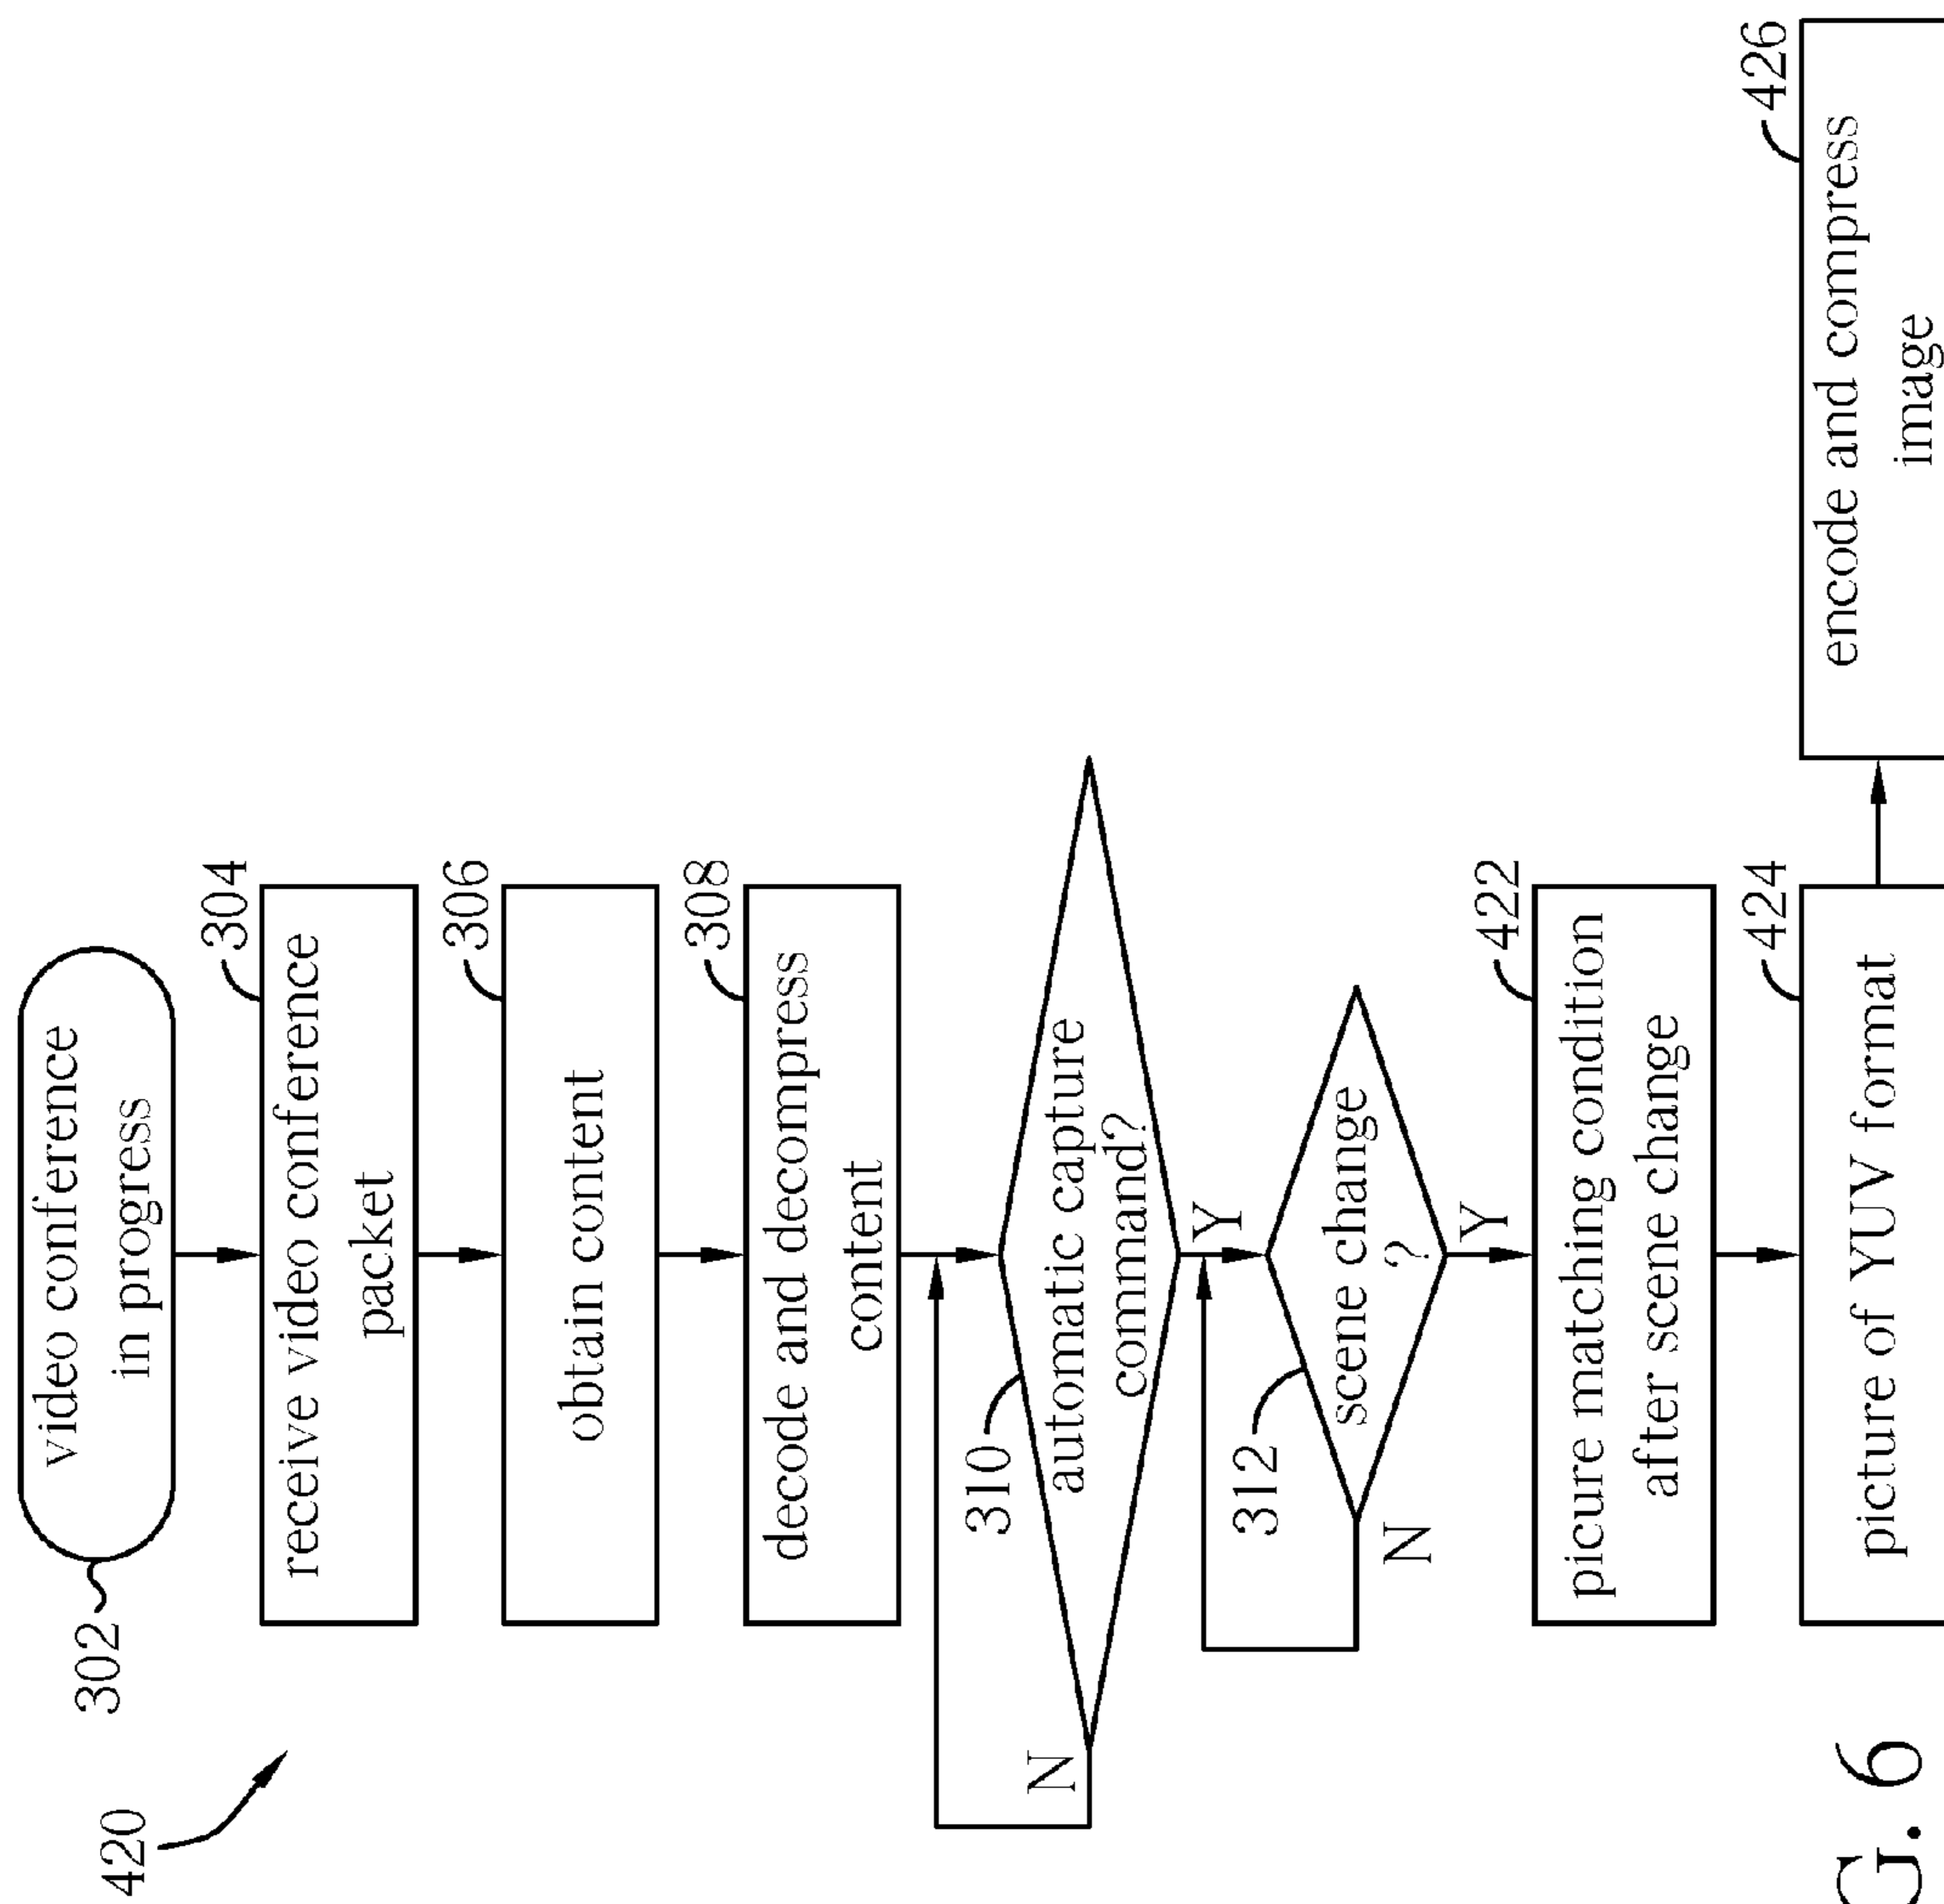 420
302
video conference
in progress
304
receive video conference
packet
306
obtain content
308
decode and decompress
content
310
automatic capture
command?
N
Y
312
scene change
?
N
Y
422
picure matching condition
after scene change
424
picture of YUV format
426
encode and compress
image
G. 6